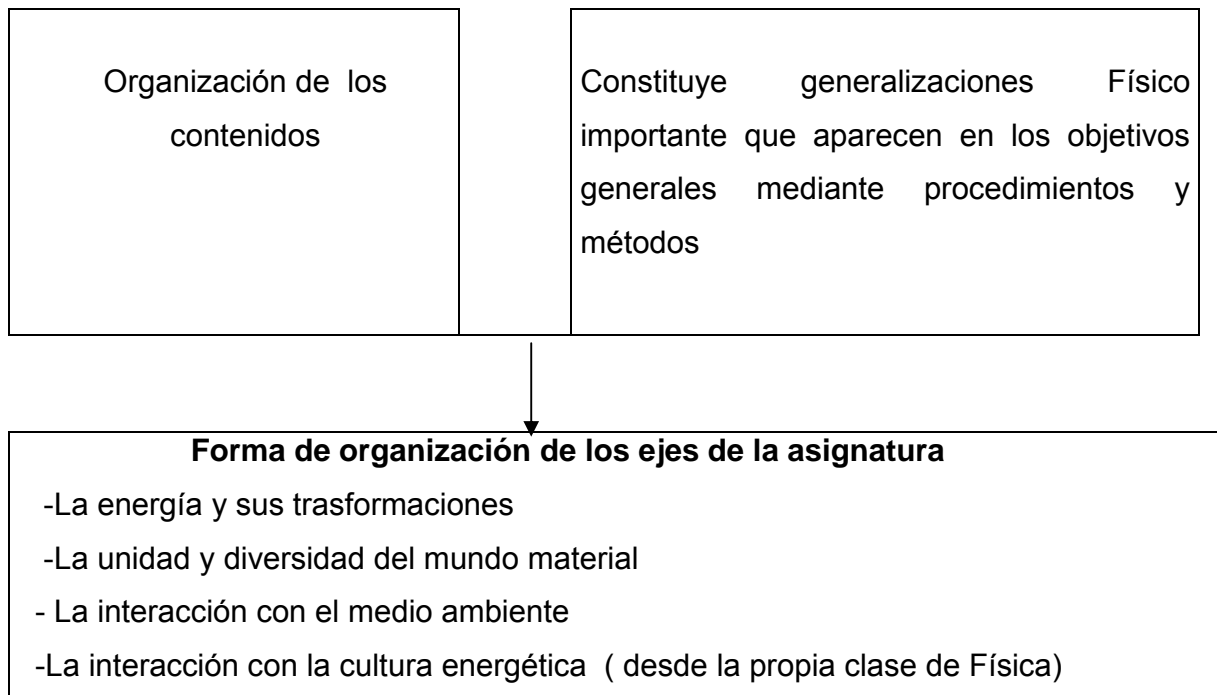 Organización de los
contenidos
Constituye generalizaciones Físico
importante que aparecen en los objetivos
generales mediante procedimientos y
métodos
Forma de organización de los ejes de la asignatura
-La energía y sus trasformaciones
-La unidad y diversidad del mundo material
- La interacción con el medio ambiente
-La interacción con la cultura energética ( desde la propia clase de Física)